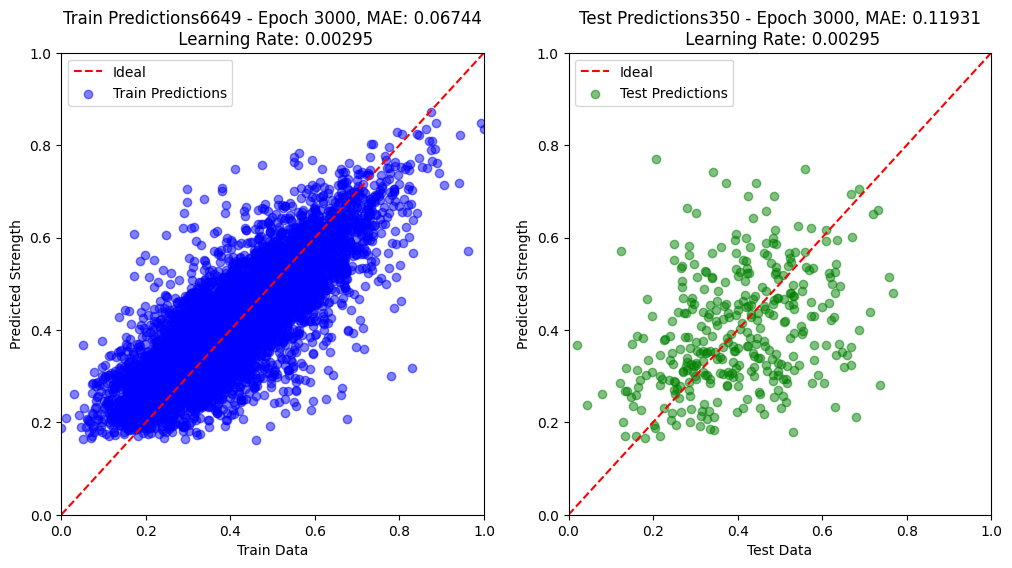 Train Predictions6649 - Epoch 3000, MAE: 0.06744
Learning Rate: 0.00295
Ideal
Train Predictions
Predicted Strength
1.0
0.8
0.6
0.4
0.2
0.0
0.0 0.2 0.4 0.6 0.8 1.0
Train Data
Test Predictions350 - Epoch 3000, MAE: 0.11931
Learning Rate: 0.00295
Ideal
Test Predictions
Predicted Strength
1.0
0.8
0.6
0.4
0.2
0.0
0.0 0.2 0.4 0.6 0.8 1.0
Test Data